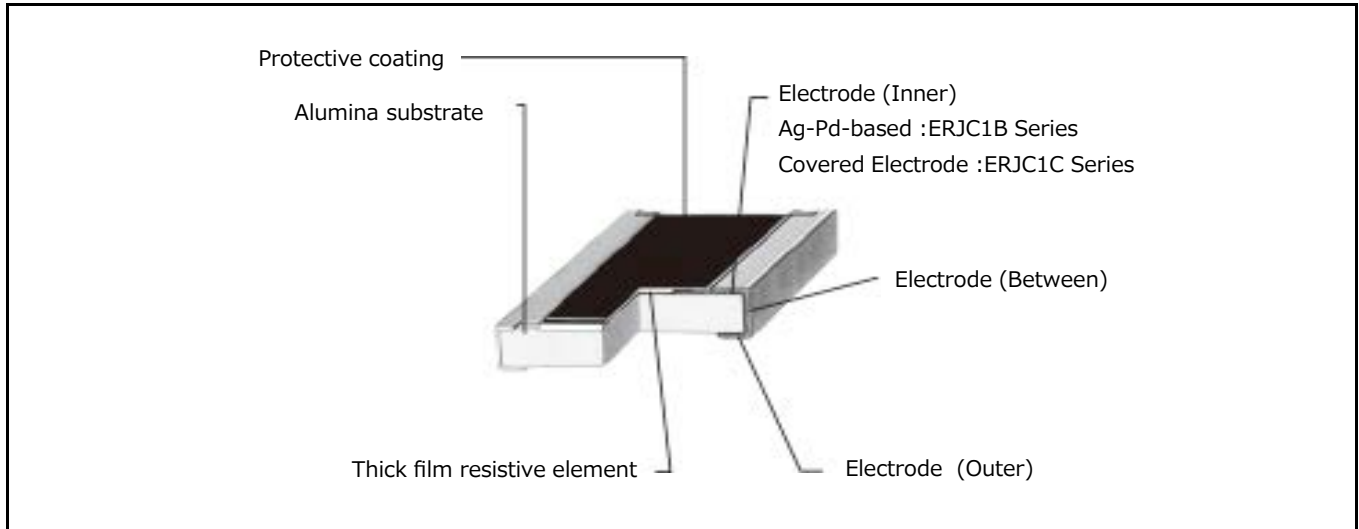 Protective coating
Alumina substrate
Electrode (Inner)
Ag-Pd-based :ERJC1B Series
Covered Electrode :ERJC1C Series
Electrode (Between)
Thick film resistive element
Electrode (Outer)